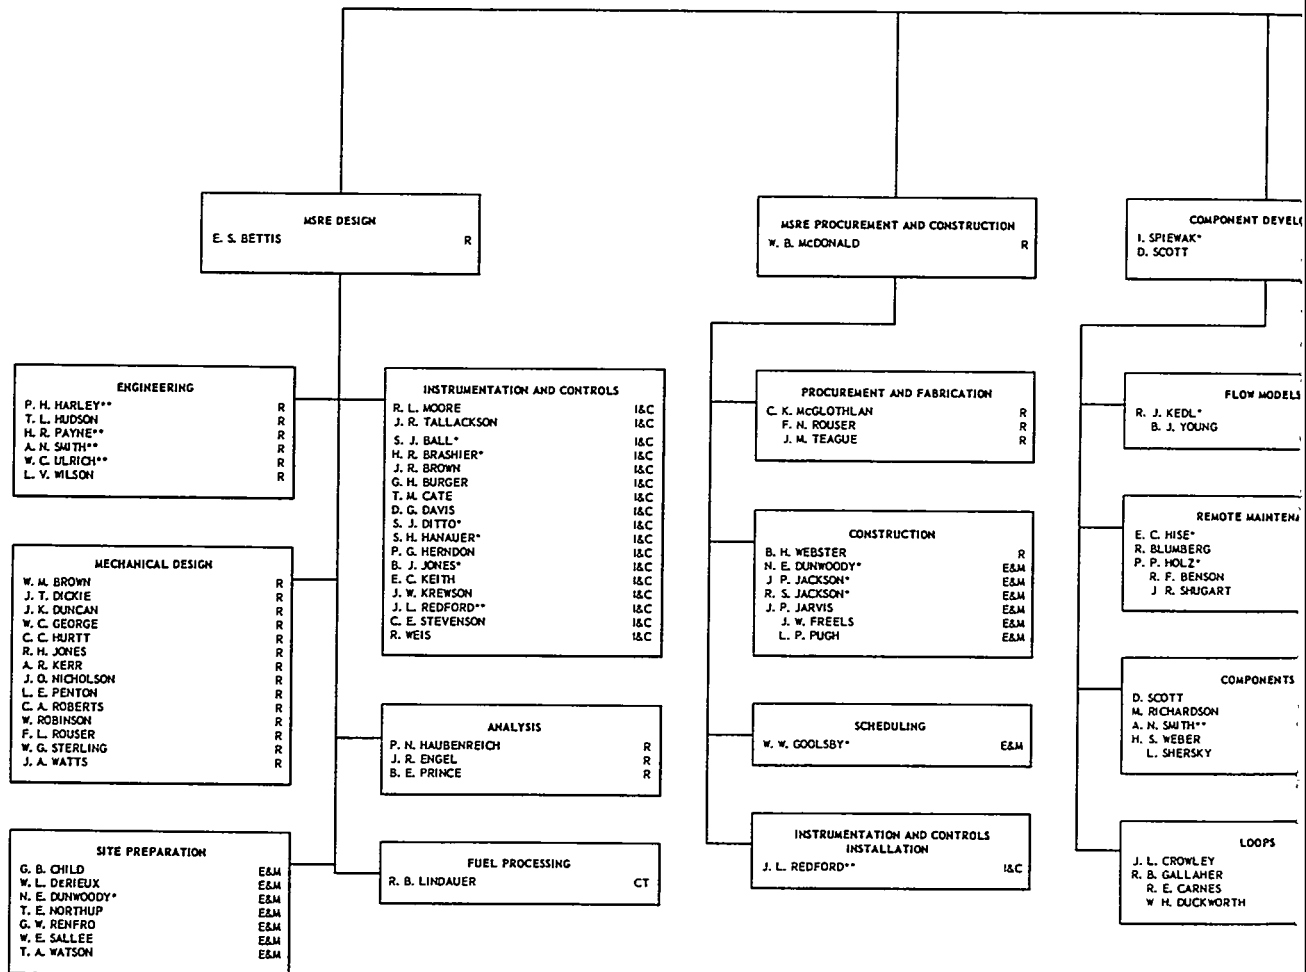 MSRE DESIGN
E. S. BETTIS R
MSRE PROCUREMENT AND CONSTRUCTION
W. B. McDONALD R
COMPONENT DEVELO
I. SPIEWAK*
D. SCOTT
ENGINEERING
P. H. HARLEY** R
T. L. HUDSON R
H. R. PAYNE** R
A. N. SMITH** R
W. C. ULRICH** R
L. V. WILSON R
MECHANICAL DESIGN
W. M. BROWN R
J. T. DICKIE R
J. K. DUNCAN R
W. C. GEORGE R
C. C. HURTT R
R. H. JONES R
A. R. KERR R
J. O. NICHOLSON R
L. E. PENTON R
C. A. ROBERTS R
W. ROBINSON R
F. L. ROUSER R
W. G. STERLING R
J. A. WATTS R
SITE PREPARATION
G. B. CHILD E&M
W. L. DeRIEUX E&M
N. E. DUNWOODY* E&M
T. E. NORTHUP E&M
G. W. RENFRO E&M
W. E. SALLEE E&M
T. A. WATSON E&M
INSTRUMENTATION AND CONTROLS
R. L. MOORE I&C
J. R. TALLACKSON I&C
S. J. BALL* I&C
H. R. BRASHIER* I&C
J. R. BROWN I&C
G. H. BURGER I&C
T. M. CATE I&C
D. G. DAVIS I&C
S. J. DITTO* I&C
S. H. HANAUER* I&C
P. G. HERNDON I&C
B. J. JONES* I&C
E. C. KEITH I&C
J. W. KREWSON I&C
J. L. REDFORD** I&C
C. E. STEVENSON I&C
R. WEIS I&C
ANALYSIS
P. N. HAUBENREICH R
J. R. ENGEL R
B. E. PRINCE R
FUEL PROCESSING
R. B. LINDAUER CT
PROCUREMENT AND FABRICATION
C. K. McGLOTHLAN R
F. N. ROUSER R
J. M. TEAGUE R
CONSTRUCTION
B. H. WEBSTER R
N. E. DUNWOODY* E&M
J P. JACKSON* E&M
R. S. JACKSON* E&M
J. P. JARVIS E&M
J. W. FREELS E&M
L. P. PUGH E&M
SCHEDULING
W. W. GOOLSBY* E&M
INSTRUMENTATION AND CONTROLS
INSTALLATION
J. L. REDFORD** I&C
FLOW MODELS
R. J. KEDL*
B. J. YOUNG
REMOTE MAINTENA
E. C. HISE*
R. BLUMBERG
P. P. HOLZ*
R. F. BENSON
J R. SHUGART
COMPONENTS
D. SCOTT
M. RICHARDSON
A. N. SMITH**
H. S. WEBER
L. SHERSKY
LOOPS
J. L. CROWLEY
R. B. GALLAHER
R. E. CARNES
W H. DUCKWORTH